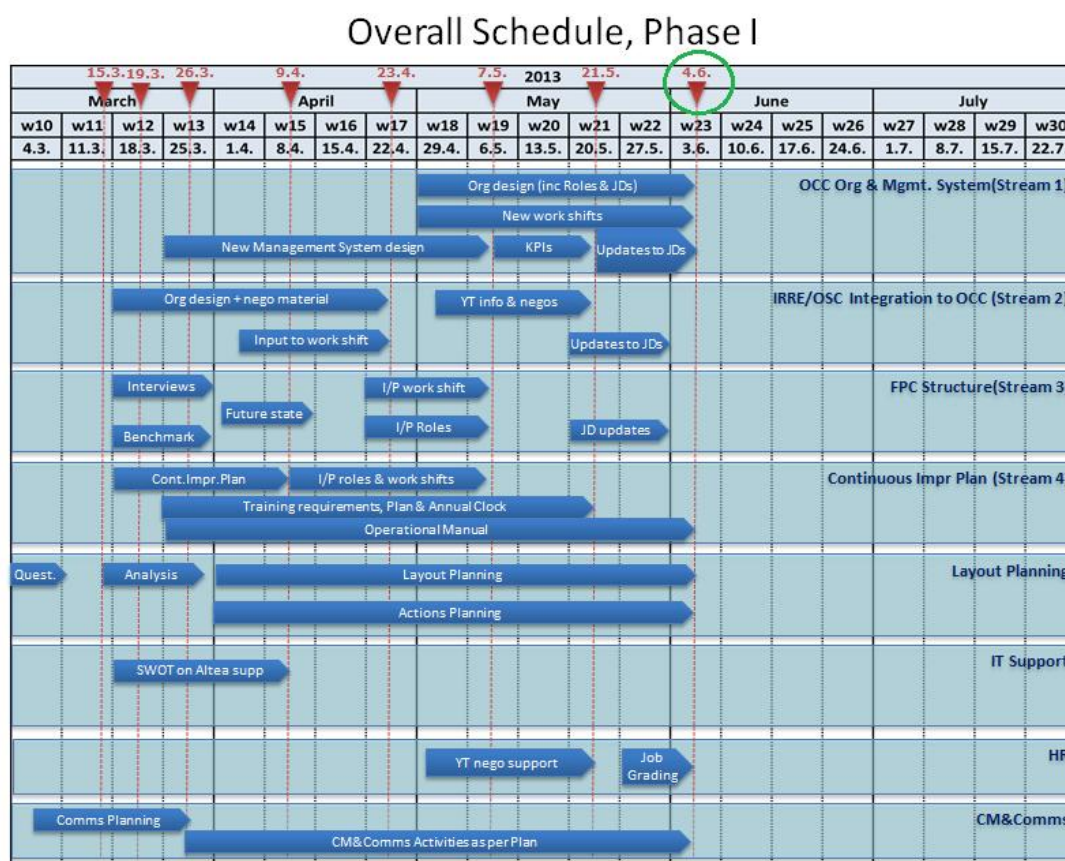 Overall Schedule, Phase I
15.3. 19.3. 26.3. 9.4. 23.4. 7.5. 2013 21.5. 4.6.
March April May June July
w10 w11 w12 w13 w14 w15 w16 w17 w18 w19 w20 w21 w22 w23 w24 w25 w26 w27 w28 w29 w30
4.3. 11.3. 18.3. 25.3. 1.4. 8.4. 15.4. 22.4. 29.4. 6.5. 13.5. 20.5. 27.5. 3.6. 10.6. 17.6. 24.6. 1.7. 8.7. 15.7. 22.7
Org design (inc Roles & JDs) OCC Org & Mgmt. System(Stream 1)
New work shifts
New Management System design KPIs Updates to JDs
Org design + nego material YT info & negos IRRE/OSC Integration to OCC (Stream 2)
Input to work shift Updates to JDs
Interviews I/P work shift FPC Structure(Stream 3
Future state
Benchmark I/P Roles JD updates
Cont.Impr.Plan I/P roles & work shifts Continuous Impr Plan (Stream 4
Training requirements, Plan & Annual Clock
Operational Manual
Quest. Analysis Layout Planning Layout Planning
Actions Planning
SWOT on Altea supp IT Support
YT nego support Job Grading HR
Comms Planning CM&Comms
CM&Comms Activities as per Plan